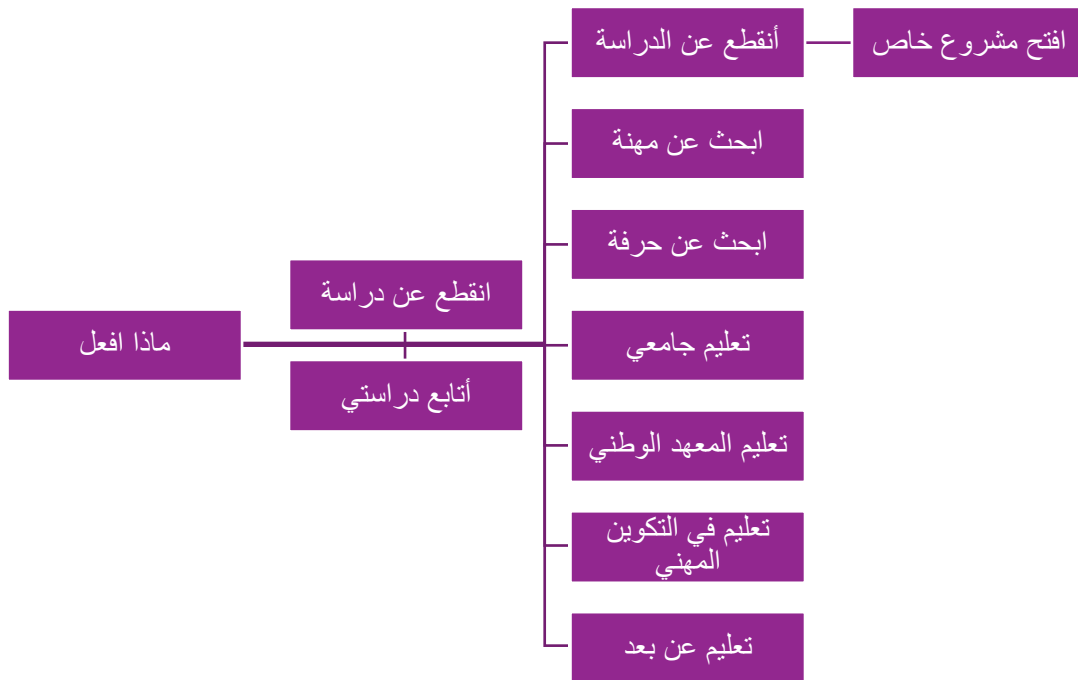 ماذا افعل
انقطع عن دراسة
أتابع دراستي
أنقطع عن الدراسة
افتح مشروع خاص
ابحث عن مهنة
ابحث عن حرفة
تعليم جامعي
تعليم المعهد الوطني
تعليم في التكوين
المهني
تعليم عن بعد